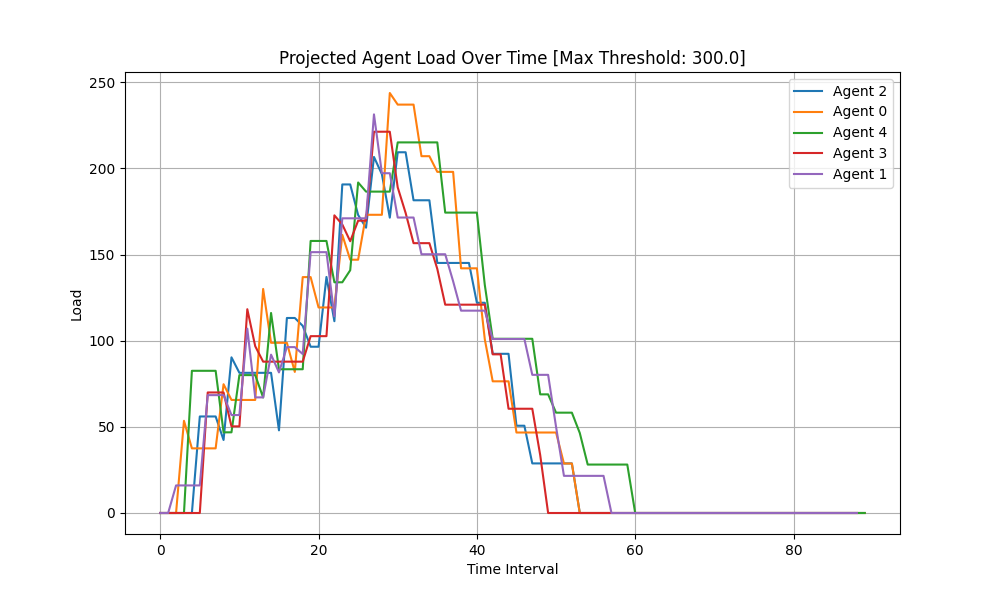 Projected Agent Load Over Time [Max Threshold: 300.0]
250
200
150
100
50
0
Load
Agent 2
Agent 0
Agent 4
Agent 3
Agent 1
0 20 40 60 80
Time Interval